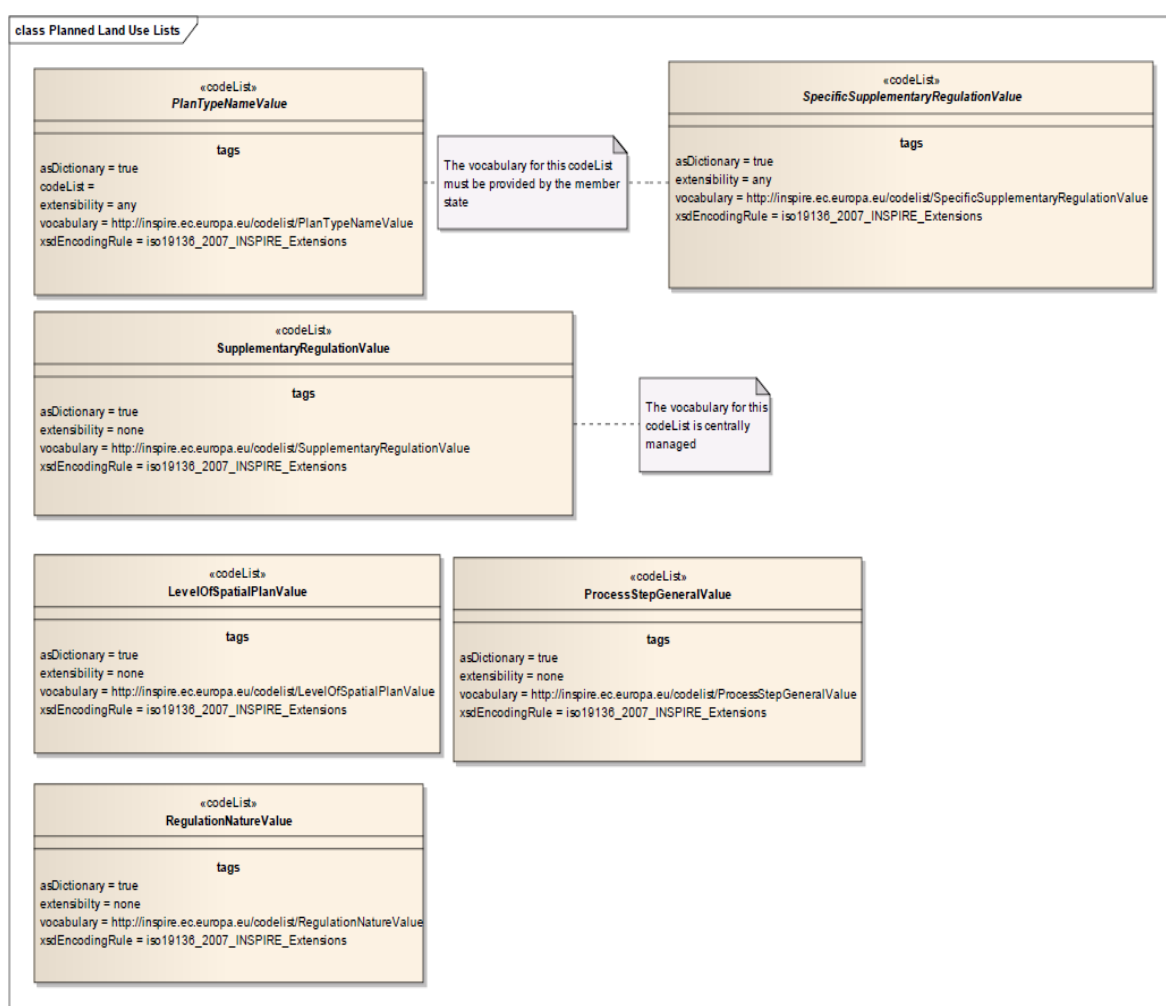 class Planned Land Use Lists
«codeList»
PlanTypeNameValue
tags
asDictionary = true
codeList =
extensibility = any
vocabulary = http://inspire.ec.europa.eu/codelist/PlanTypeNameValue
xsdEncodingRule = iso19136_2007_INSPIRE_Extensions
The vocabulary for this codeList
must be provided by the member
state
«codeList»
SpecificSupplementaryRegulationValue
tags
asDictionary = true
extensibility = any
vocabulary = http://inspire.ec.europa.eu/codelist/SpecificSupplementaryRegulationValue
xsdEncodingRule = iso19136_2007_INSPIRE_Extensions
«codeList»
SupplementaryRegulationValue
tags
asDictionary = true
extensibility = none
vocabulary = http://inspire.ec.europa.eu/codelist/SupplementaryRegulationValue
xsdEncodingRule = iso19136_2007_INSPIRE_Extensions
The vocabulary for this
codeList is centrally
managed
«codeList»
LevelOfSpatialPlanValue
tags
asDictionary = true
extensibility = none
vocabulary = http://inspire.ec.europa.eu/codelist/LevelOfSpatialPlanValue
xsdEncodingRule = iso19136_2007_INSPIRE_Extensions
«codeList»
ProcessStepGeneralValue
tags
asDictionary = true
extensibility = none
vocabulary = http://inspire.ec.europa.eu/codelist/ProcessStepGeneralValue
xsdEncodingRule = iso19136_2007_INSPIRE_Extensions
«codeList»
RegulationNatureValue
tags
asDictionary = true
extensibilty = none
vocabulary = http://inspire.ec.europa.eu/codelist/RegulationNatureValue
xsdEncodingRule = iso19136_2007_INSPIRE_Extensions